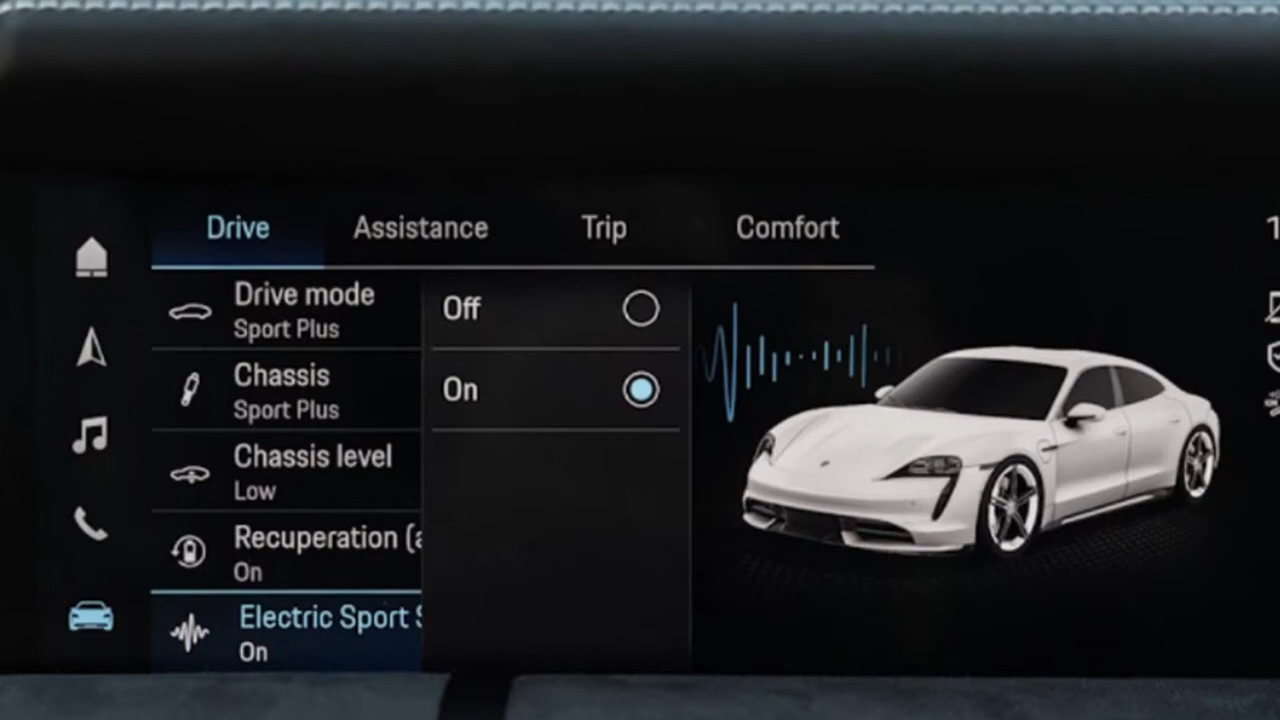 Drive Assistance Trip Comfort
Drive mode
Sport Plus
Chassis
Sport Plus
Chassis level
Low
Recuperation
On
Electric Sport
On
Off
On